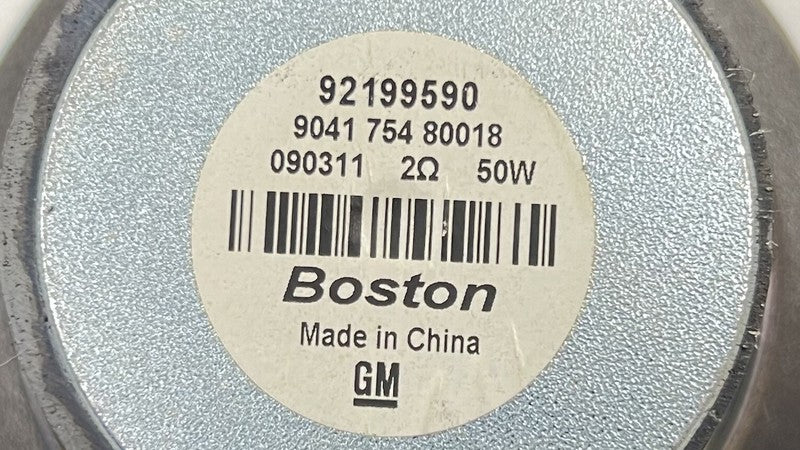 92199590
9041 754 80018
090311 2Ω 50W
Boston
Made in China
GM